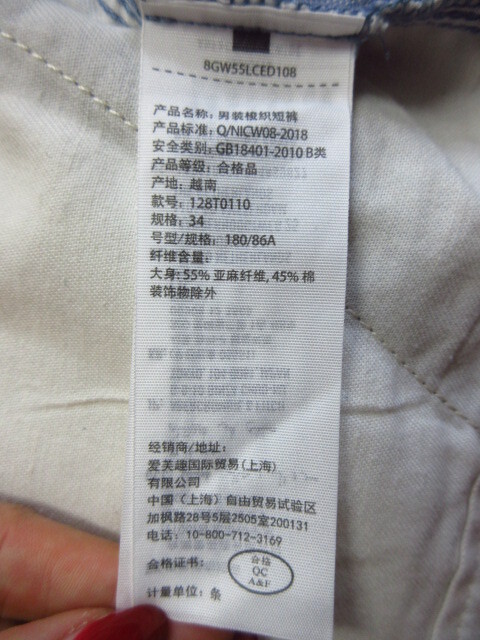 8GW55LCED108
产品名称: 男装梭织短裤
产品标准: Q/NICW08-2018
安全类别: GB18401-2010 B类
产品等级: 合格品
产地: 越南
款号: 128T0110
规格: 34
号型/规格: 180/86A
纤维含量:
大身: 55% 亚麻纤维, 45% 棉
装饰物除外
经销商/地址:
爱芙趣国际贸易(上海)
有限公司
中国（上海）自由贸易试验区
加枫路28号5层2505室200131
电话: 10-800-712-3169
合格证书:
合格
QC
A&F
计量单位: 条